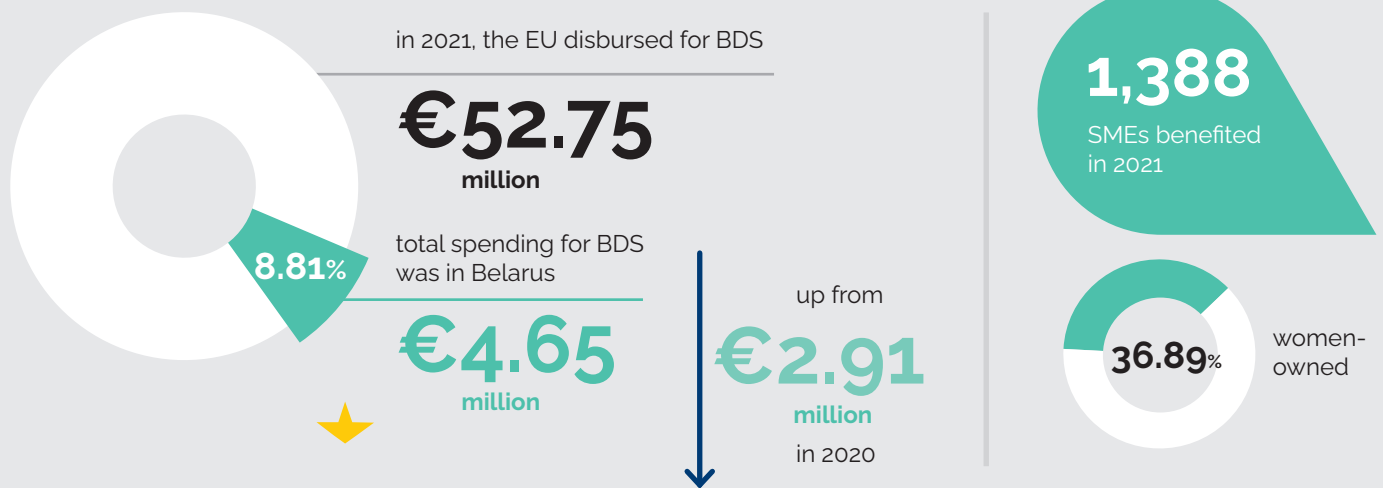 in 2021, the EU disbursed for BDS
€52.75
million
8.81%
total spending for BDS
was in Belarus
€4.65
million
up from
€2.91
million
in 2020
1,388
SMEs benefited
in 2021
36.89%
women-
owned